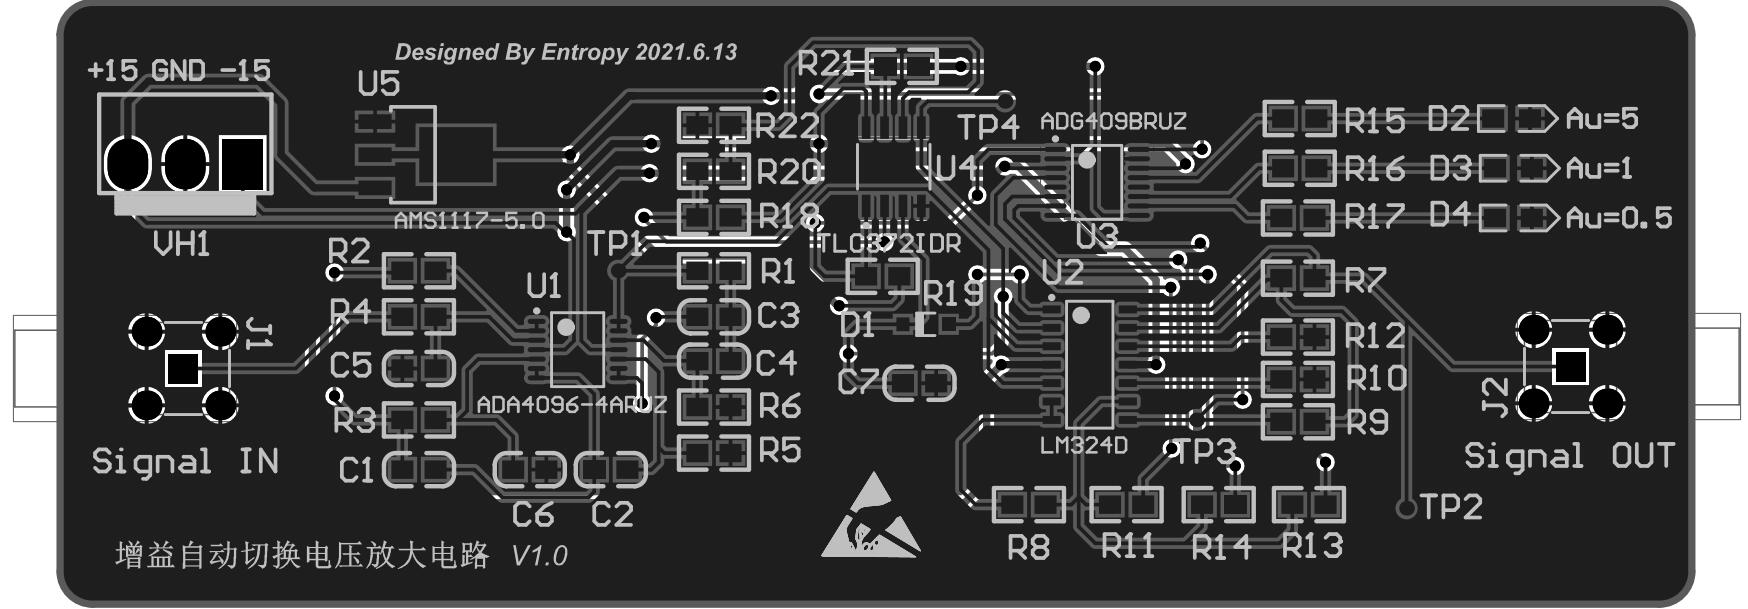 Designed By Entropy 2021.6.13
+15 GND -15
U5
R21
R22
TP4
ADG409BRUZ
R15
D2
Au=5
R20
U4
R16
D3
Au=1
AMS1117-5.0
R18
R17
D4
Au=0.5
VH1
TP1
TLC372IDR
U3
R2
U1
R1
R19
U2
R7
R4
J1
C3
D1
R12
C5
C4
C7
R10
J2
ADA4096-4ARUZ
R3
R6
R9
LM324D
Signal IN
C1
R5
TP3
Signal OUT
C6
C2
TP2
R8
R11
R14
R13
增益自动切换电压放大电路 V1.0